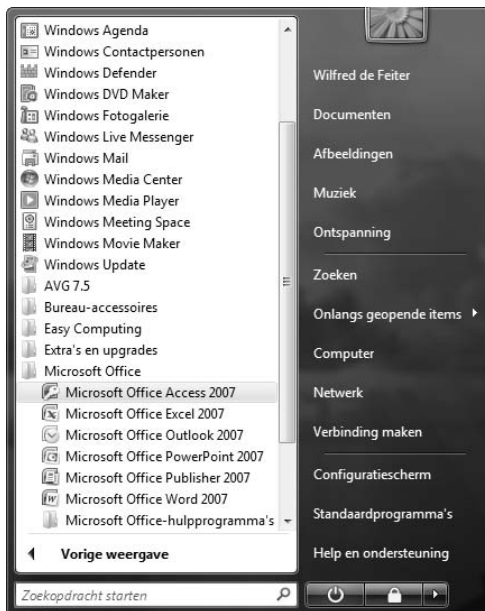 Windows Agenda
Windows Contactpersonen
Windows Defender
Windows DVD Maker
Windows Fotogalerie
Windows Live Messenger
Windows Mail
Windows Media Center
Windows Media Player
Windows Meeting Space
Windows Movie Maker
Windows Update
AVG 7.5
Bureau-accessoires
Easy Computing
Extra's en upgrades
Microsoft Office
Microsoft Office Access 2007
Microsoft Office Excel 2007
Microsoft Office Outlook 2007
Microsoft Office PowerPoint 2007
Microsoft Office Publisher 2007
Microsoft Office Word 2007
Microsoft Office-hulpprogramma's
Vorige weergave
Zoekopdracht starten
Wilfred de Feiter
Documenten
Afbeeldingen
Muziek
Ontspanning
Zoeken
Onlangs geopende items
Computer
Netwerk
Verbinding maken
Configuratiescherm
Standaardprogramma's
Help en ondersteuning